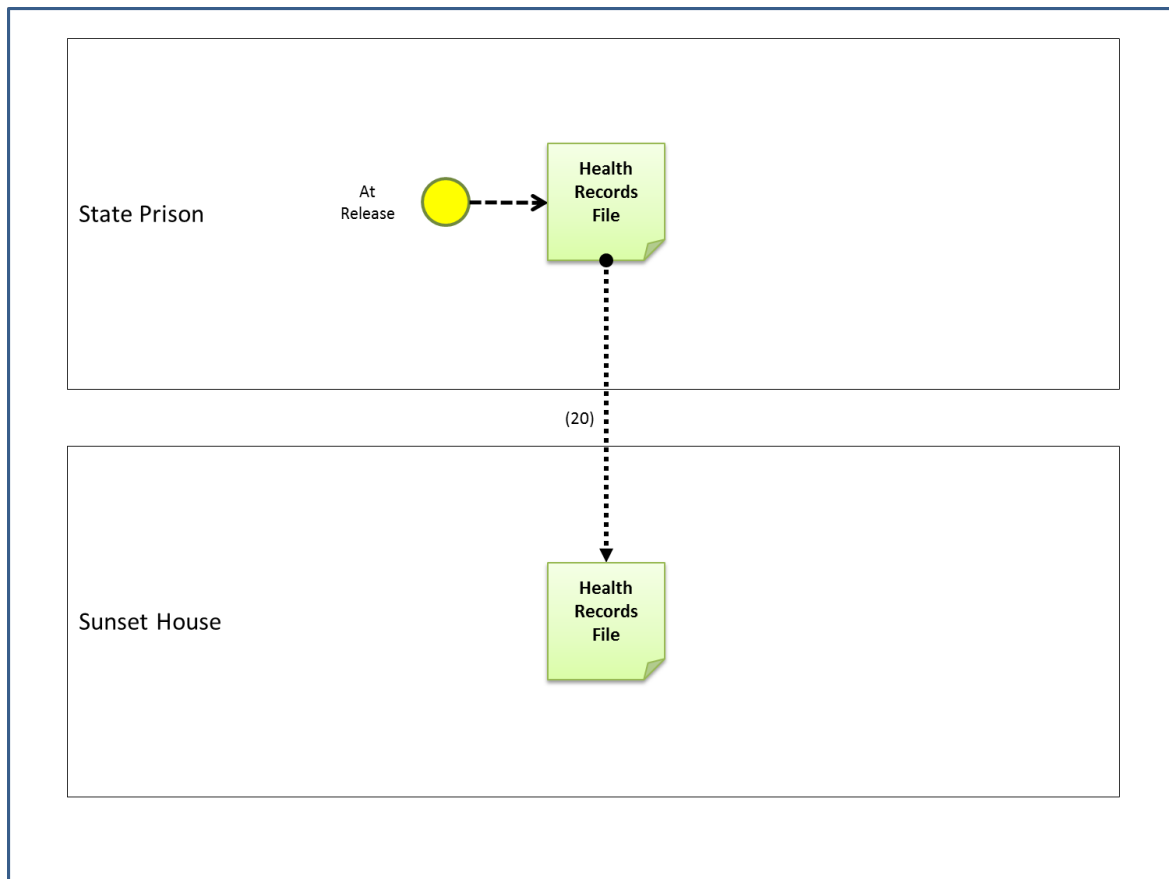 State Prison
At
Release
Health
Records
File
(20)
Sunset House
Health
Records
File